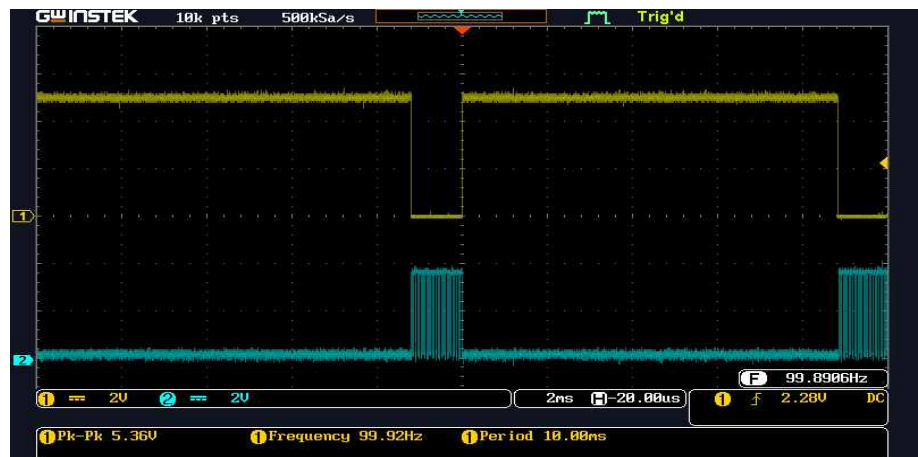 GWINSTEK 10k pts 500kSa/s Trig'd
1
2
F 99.8906Hz
1 2V 2 2V 2ms H -20.00us 1 2.28V DC
1 Pk-Pk 5.36V 1 Frequency 99.92Hz 1 Period 10.00ms